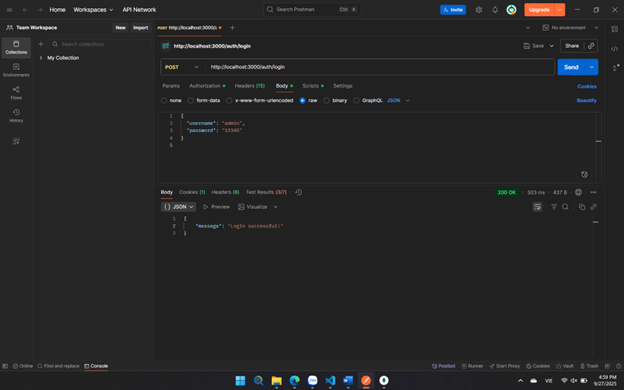 Home
Workspaces
API Network
Search Postman
Ctrl
K
Invite
Upgrade
Team Workspace
New
Import
POST http://localhost:3000/a
No environment
Collections
Search collections
My Collection
Environments
Flows
History
http://localhost:3000/auth/login
Save
Share
POST
http://localhost:3000/auth/login
Send
Params
Authorization
Headers (15)
Body
Scripts
Settings
Cookies
none
form-data
x-www-form-urlencoded
raw
binary
GraphQL
JSON
Beautify
1 {
2 "username": "admin",
3 "password": "12345"
4 }
5
Body
Cookies (1)
Headers (8)
Test Results (3/7)
200 OK
303 ms
437 B
{ } JSON
Preview
Visualize
1 {
2 "message": "Login successful!"
3 }
Online
Find and replace
Console
Postbot
Runner
Start Proxy
Cookies
Vault
Trash
VIE
4:59 PM
9/27/2025